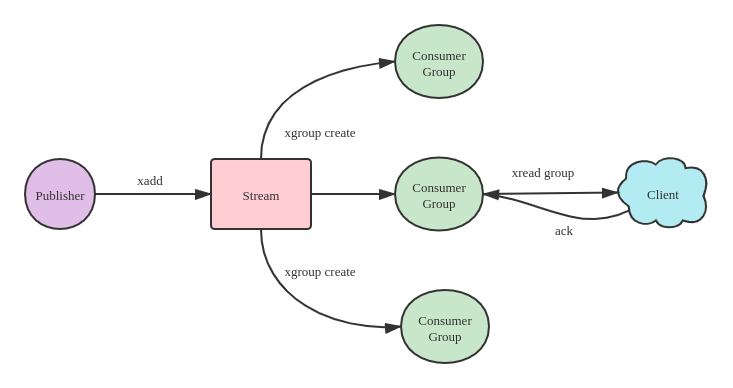 Consumer
Group
xgroup create
Publisher
xadd
Stream
Consumer
Group
xread group
Client
ack
xgroup create
Consumer
Group